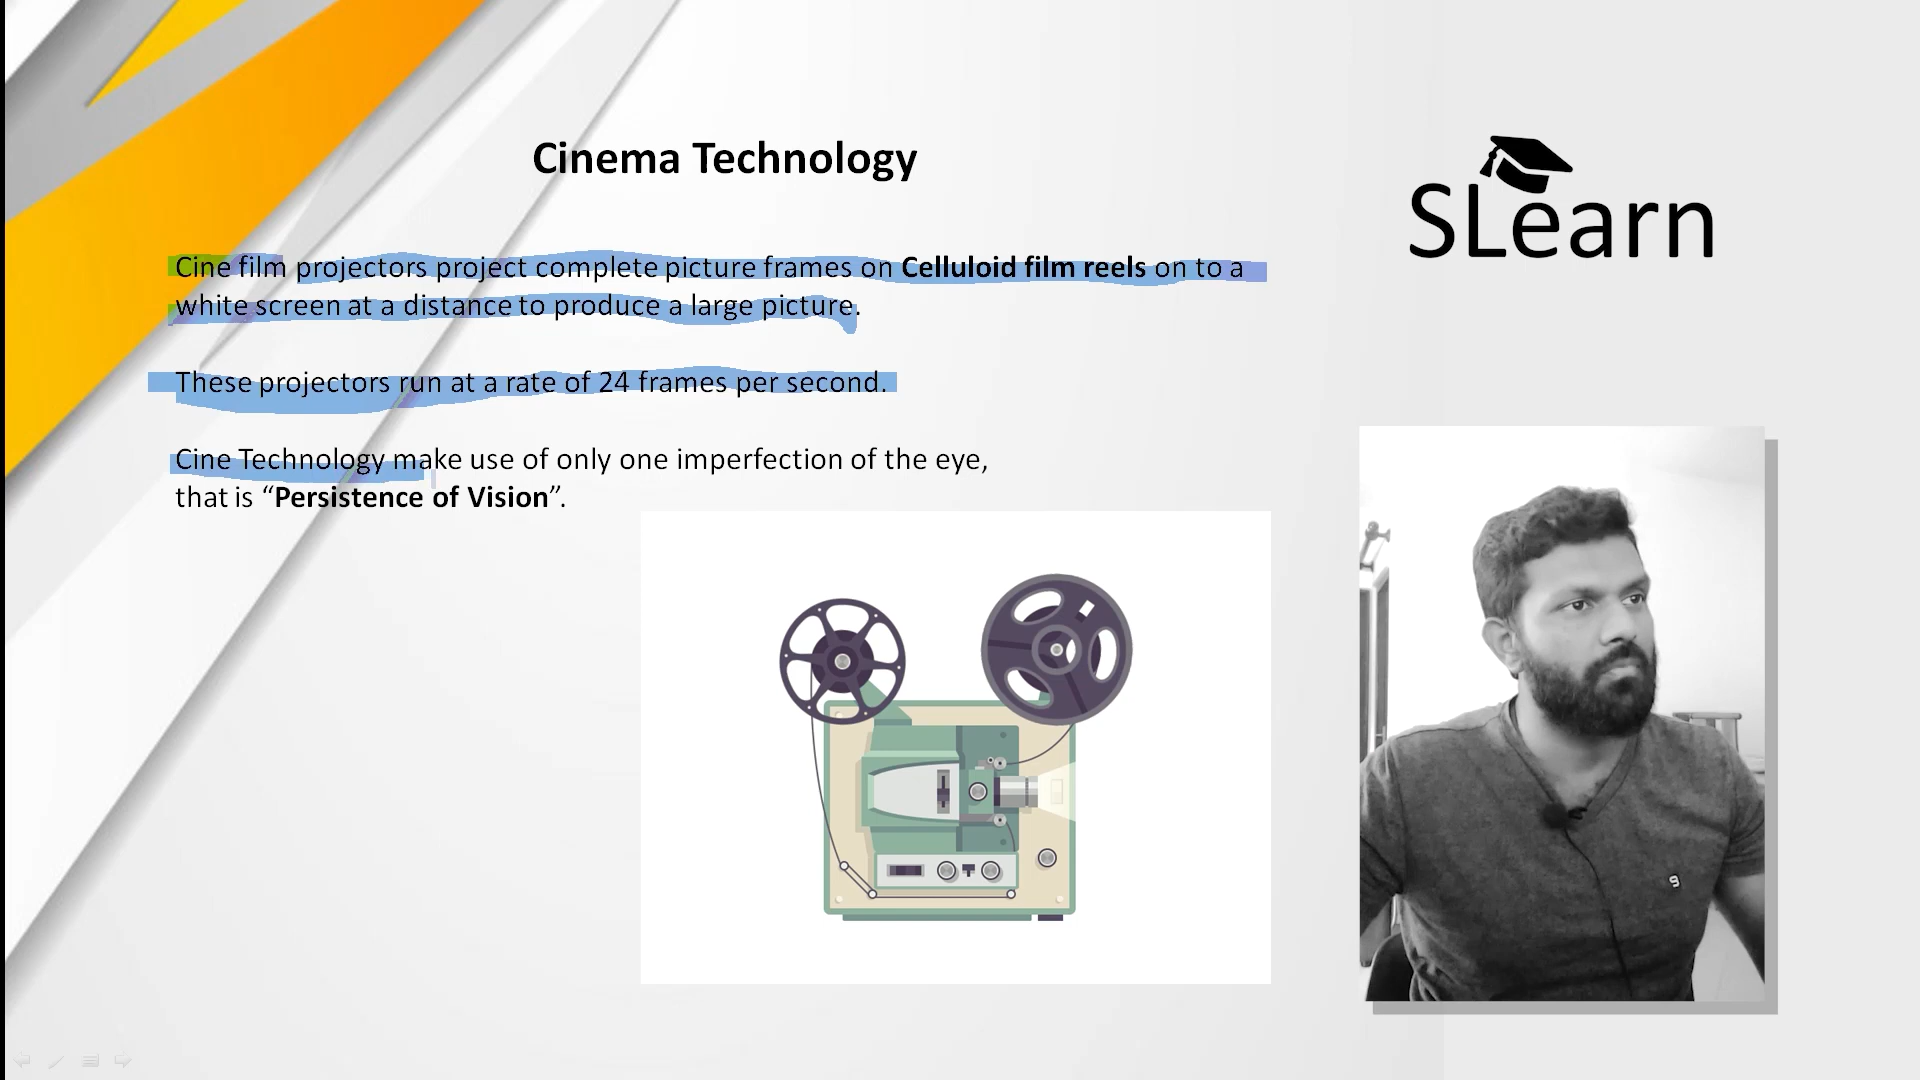 Cinema Technology
SLearn
Cine film projectors project complete picture frames on Celluloid film reels on to a
white screen at a distance to produce a large picture.
These projectors run at a rate of 24 frames per second.
Cine Technology make use of only one imperfection of the eye,
that is “Persistence of Vision”.